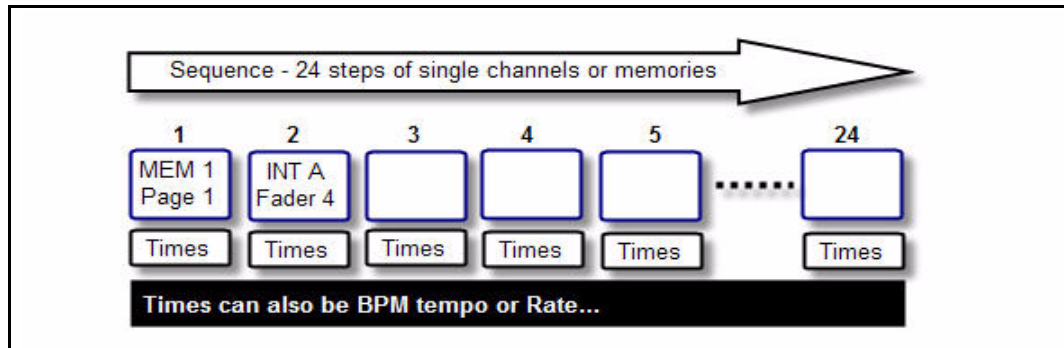 Sequence - 24 steps of single channels or memories
1 2 3 4 5 24
MEM 1 INT A
Page 1 Fader 4
Times Times Times Times Times Times
Times can also be BPM tempo or Rate...